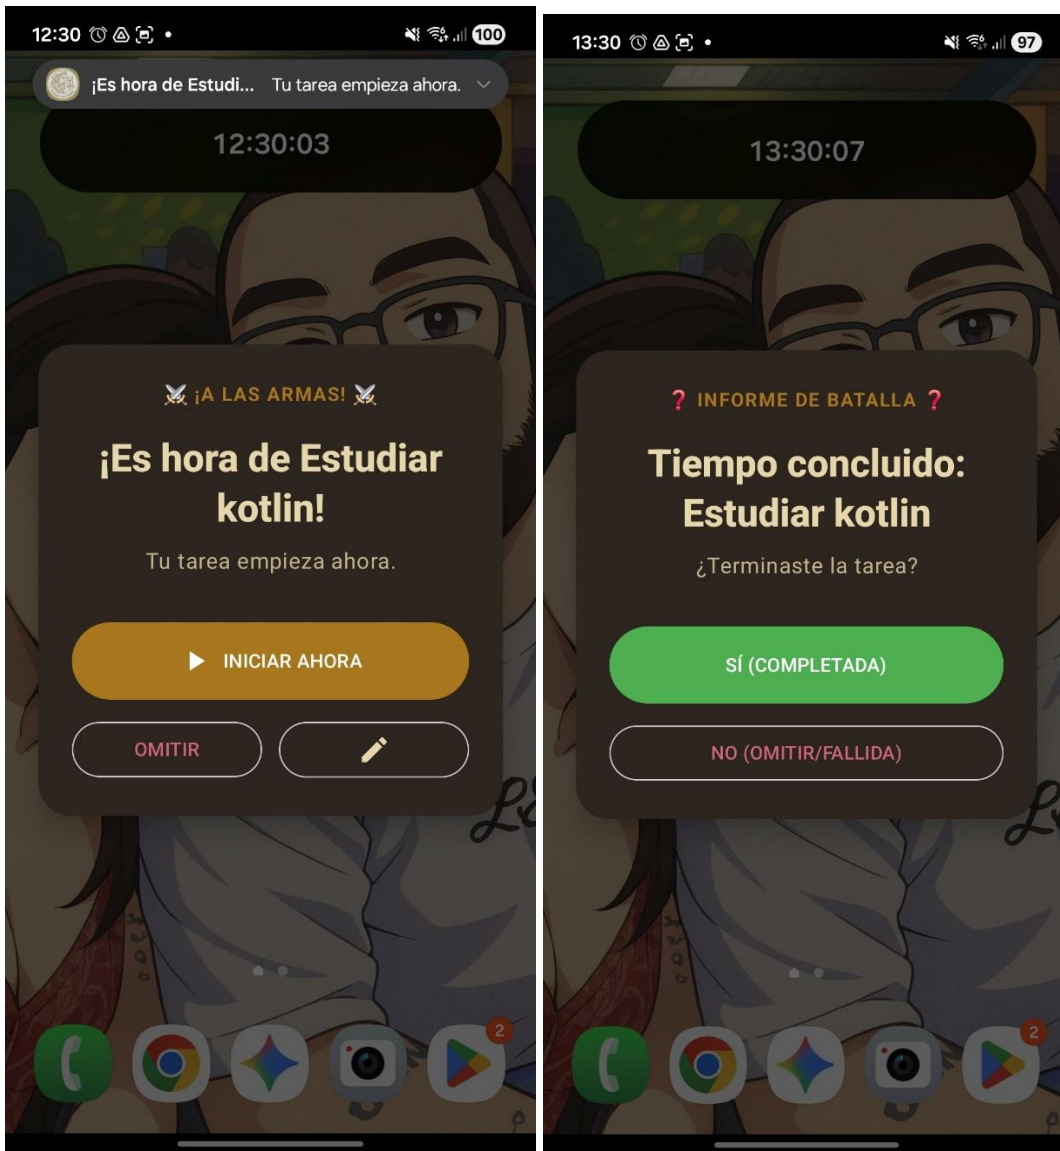 12:30
100
¡Es hora de Estudi... Tu tarea empieza ahora.
12:30:03
⚔️ ¡A LAS ARMAS! ⚔️
¡Es hora de Estudiar
kotlin!
Tu tarea empieza ahora.
INICIAR AHORA
OMITIR
2
13:30
97
13:30:07
❓ INFORME DE BATALLA ❓
Tiempo concluido:
Estudiar kotlin
¿Terminaste la tarea?
SÍ (COMPLETADA)
NO (OMITIR/FALLIDA)
2